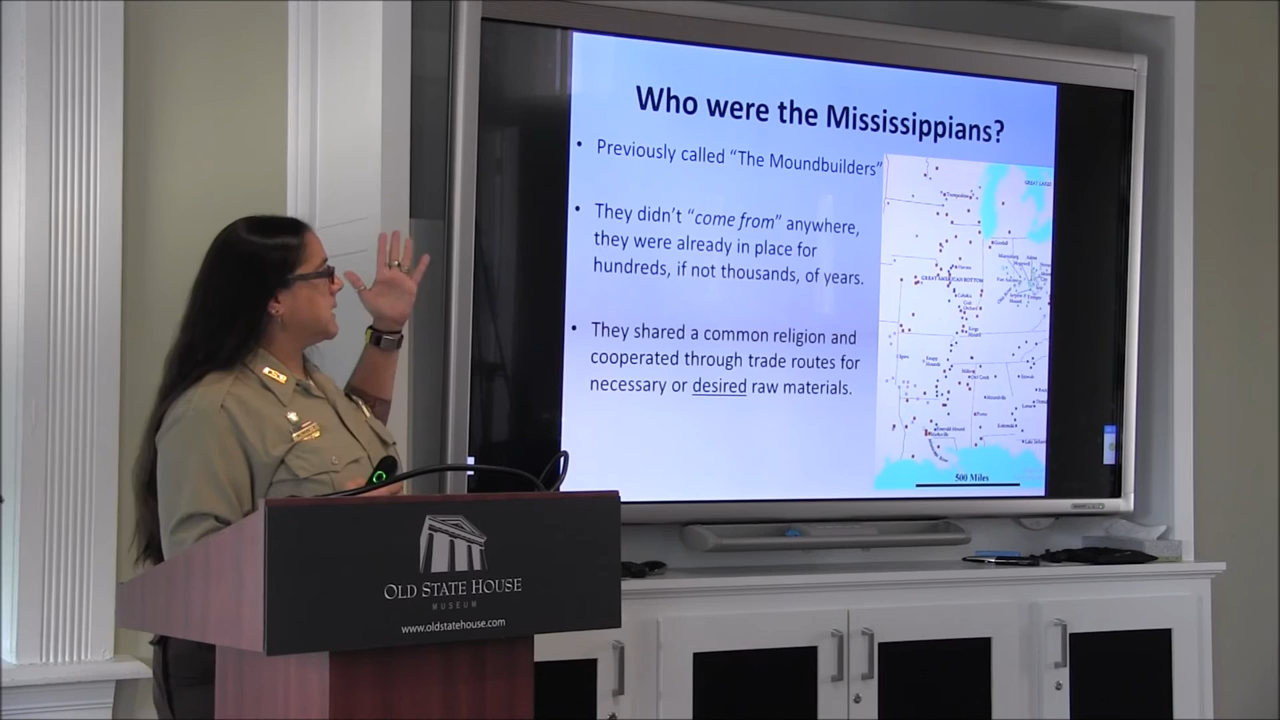 Who were the Mississippians?
• Previously called "The Moundbuilders"
• They didn't "come from" anywhere,
they were already in place for
hundreds, if not thousands, of years.
• They shared a common religion and
cooperated through trade routes for
necessary or desired raw materials.
GREAT LAKES
GREAT AMERICAN BOTTOM
500 Miles
OLD STATE HOUSE
MUSEUM
www.oldstatehouse.com